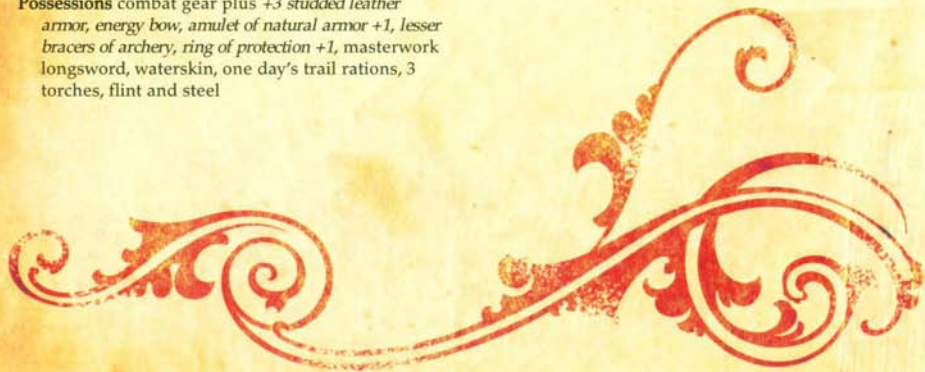 Possessions combat gear plus +3 studded leather
armor, energy bow, amulet of natural armor +1, lesser
bracers of archery, ring of protection +1, masterwork
longsword, waterskin, one day's trail rations, 3
torches, flint and steel